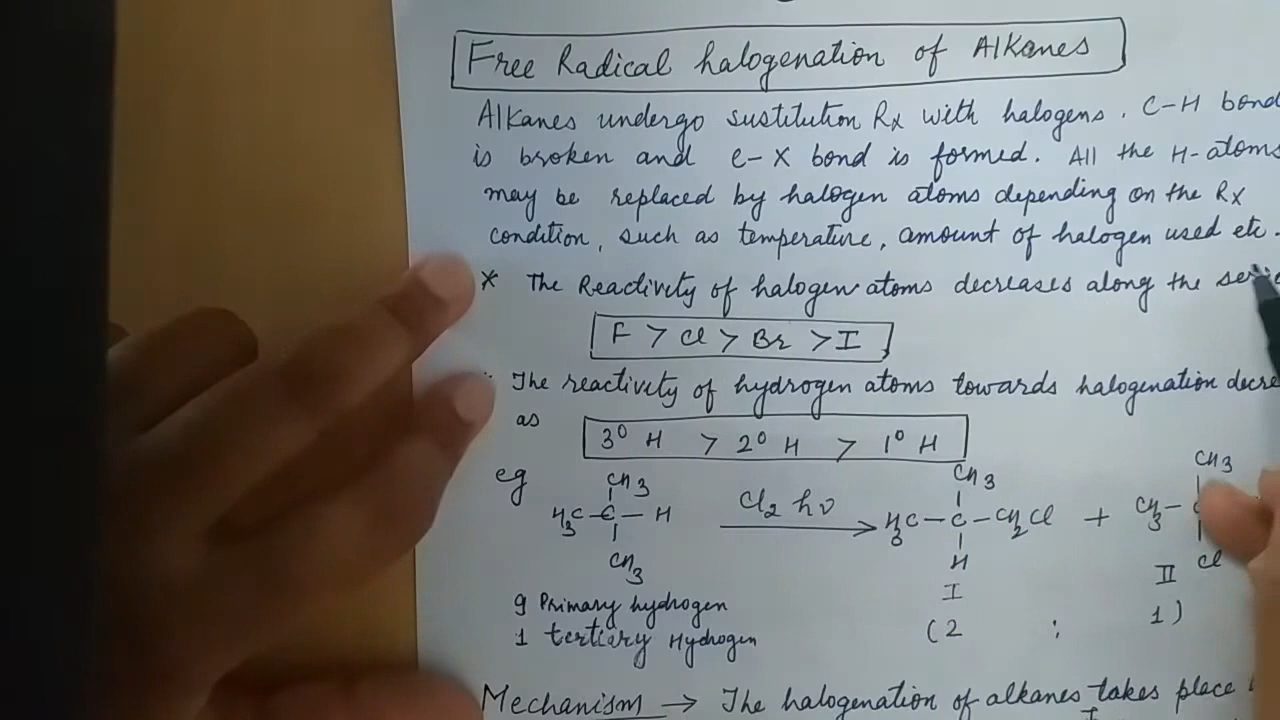 Free Radical halogenation of Alkanes
Alkanes undergo sustitution Rx with halogens. C-H bond
is broken and C-X bond is formed. All the H-atoms
may be replaced by halogen atoms depending on the Rx
condition, such as temperature, amount of halogen used etc.
* The Reactivity of halogen atoms decreases along the
F > Cl > Br > I
The reactivity of hydrogen atoms towards halogenation
as
3° H > 2° H > 1° H
eg
CH3 CH3 CH3
H3C-C-H Cl2 hν H3C-C-CH2Cl + CH3-
CH3 H Cl
I II
9 Primary hydrogen
1 tertiary Hydrogen (2 : 1)
Mechanism → The halogenation of alkanes takes place